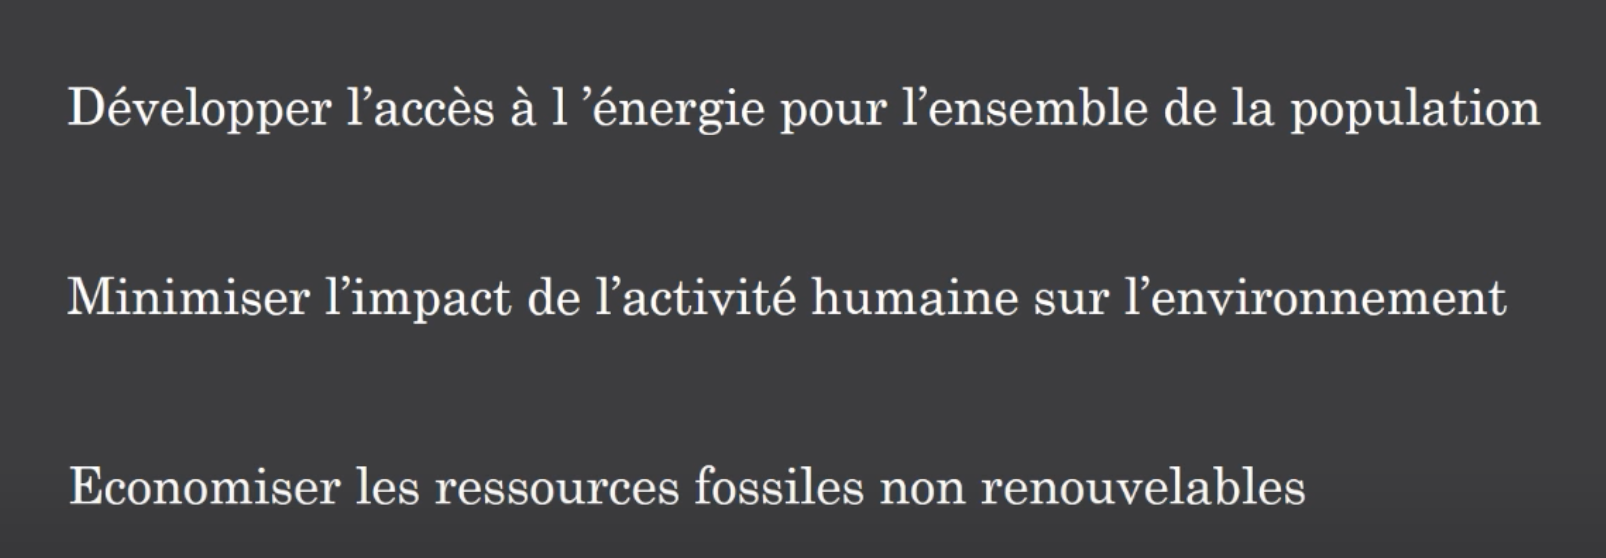 Développer l’accès à l ’énergie pour l’ensemble de la population
Minimiser l’impact de l’activité humaine sur l’environnement
Economiser les ressources fossiles non renouvelables